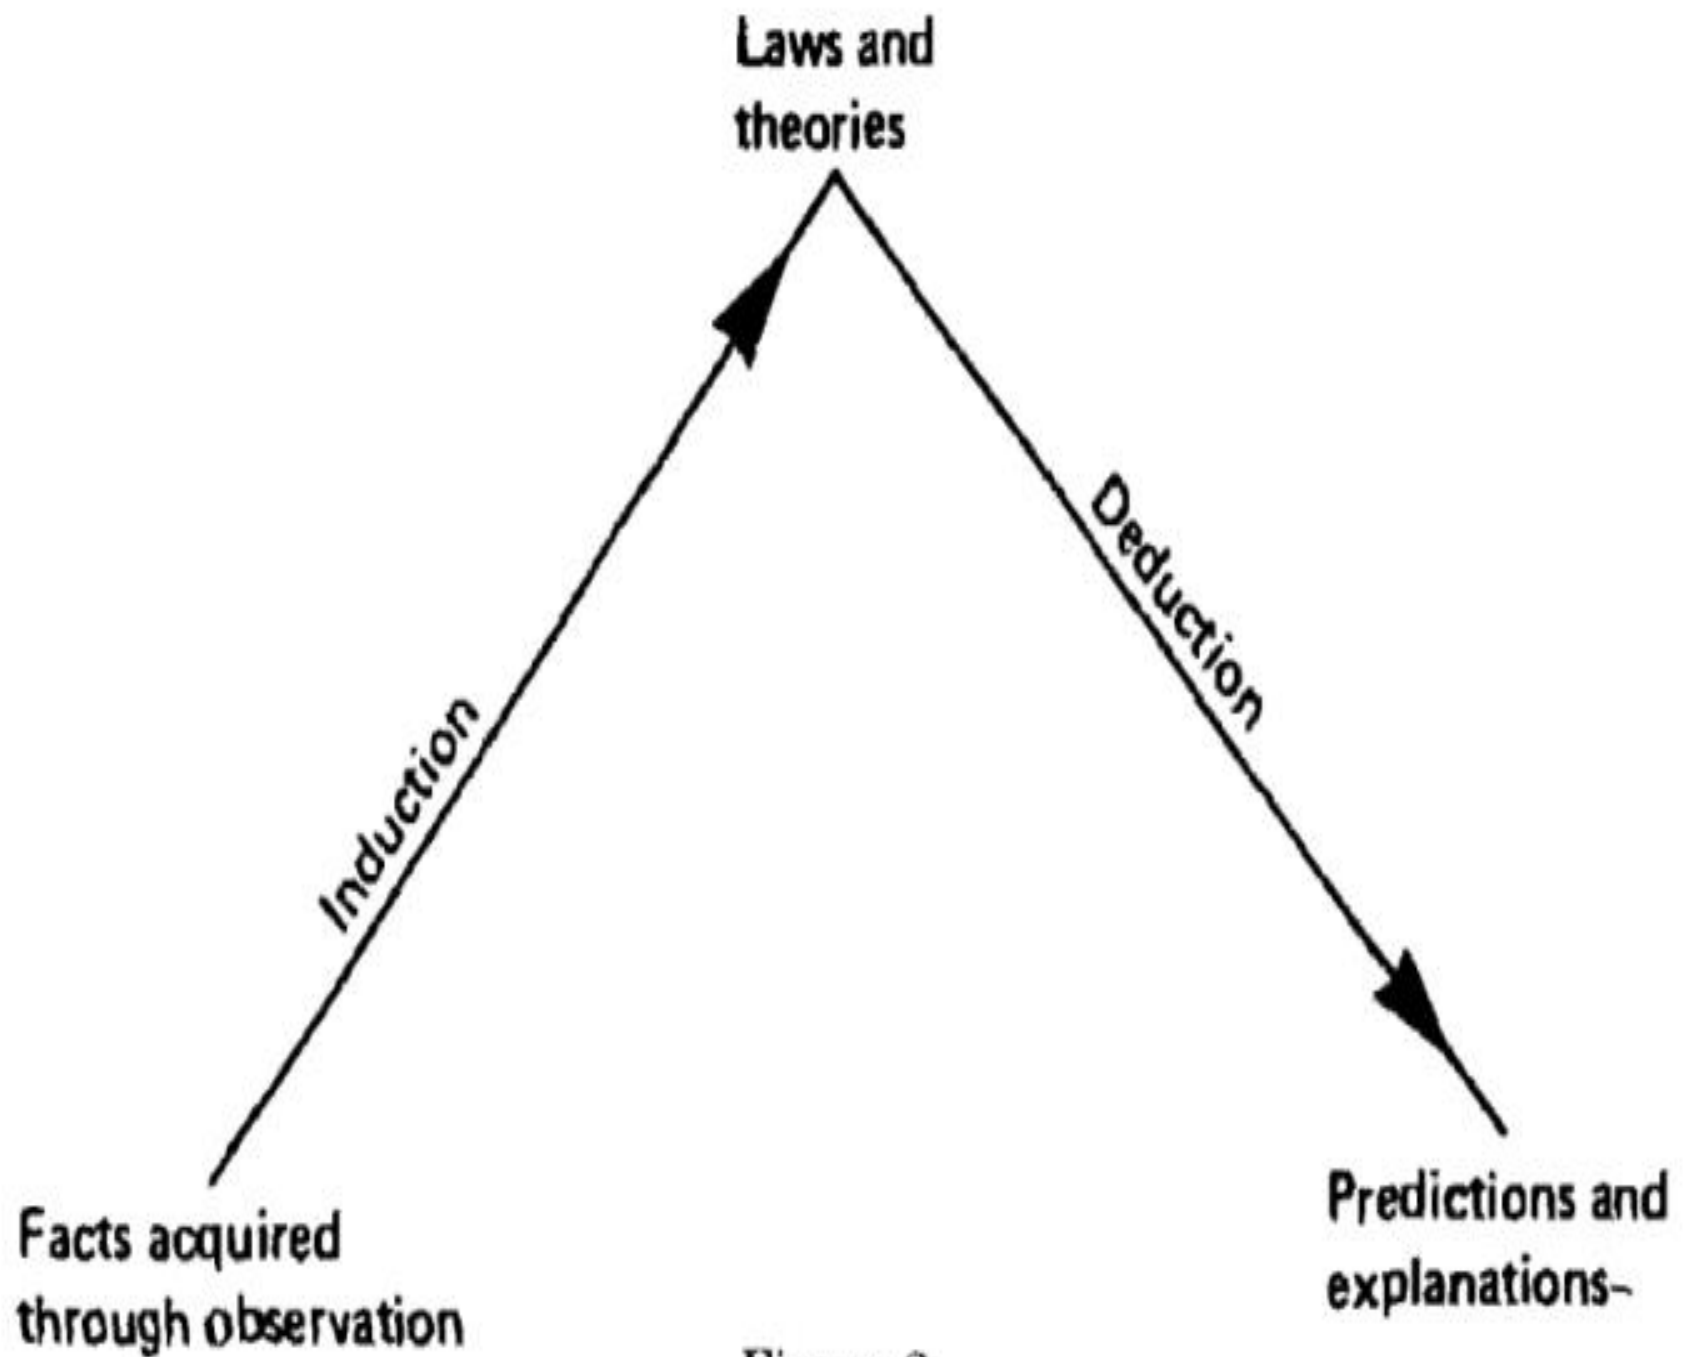 Laws and
theories
Deduction
Induction
Predictions and
explanations-
Facts acquired
through observation